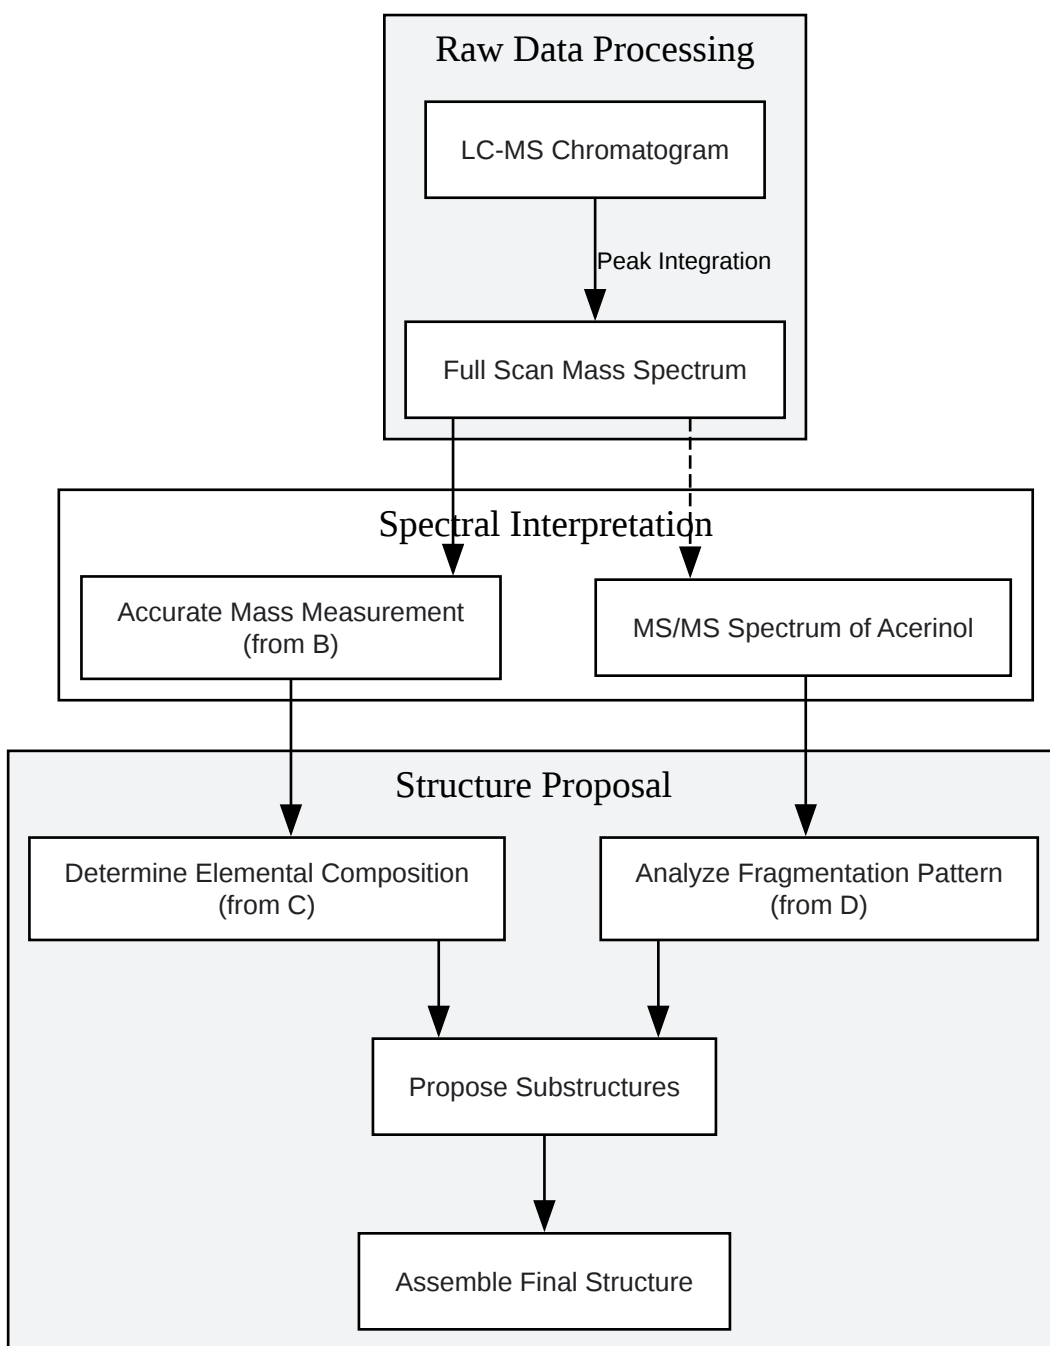 Raw Data Processing
LC-MS Chromatogram
Peak Integration
Full Scan Mass Spectrum
Spectral Interpretation
Accurate Mass Measurement
(from B)
MS/MS Spectrum of Acerinol
Structure Proposal
Determine Elemental Composition
(from C)
Analyze Fragmentation Pattern
(from D)
Propose Substructures
Assemble Final Structure